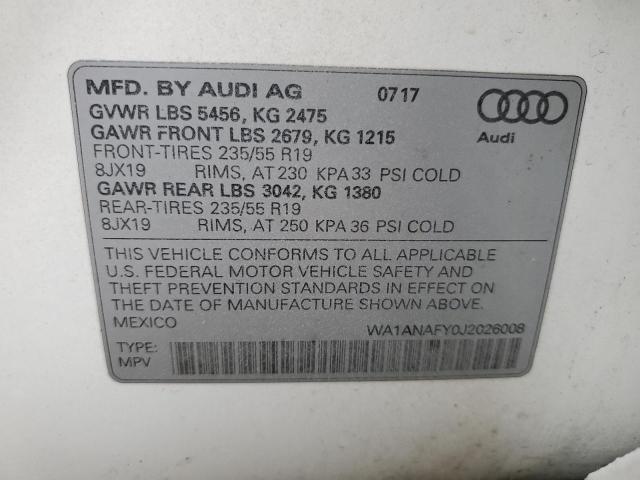 MFD. BY AUDI AG 0717
GVWR LBS 5456, KG 2475
GAWR FRONT LBS 2679, KG 1215
Audi
FRONT-TIRES 235/55 R19
8JX19 RIMS, AT 230 KPA 33 PSI COLD
GAWR REAR LBS 3042, KG 1380
REAR-TIRES 235/55 R19
8JX19 RIMS, AT 250 KPA 36 PSI COLD
THIS VEHICLE CONFORMS TO ALL APPLICABLE
U.S. FEDERAL MOTOR VEHICLE SAFETY AND
THEFT PREVENTION STANDARDS IN EFFECT ON
THE DATE OF MANUFACTURE SHOWN ABOVE.
MEXICO WA1ANAFY0J2026008
TYPE:
MPV